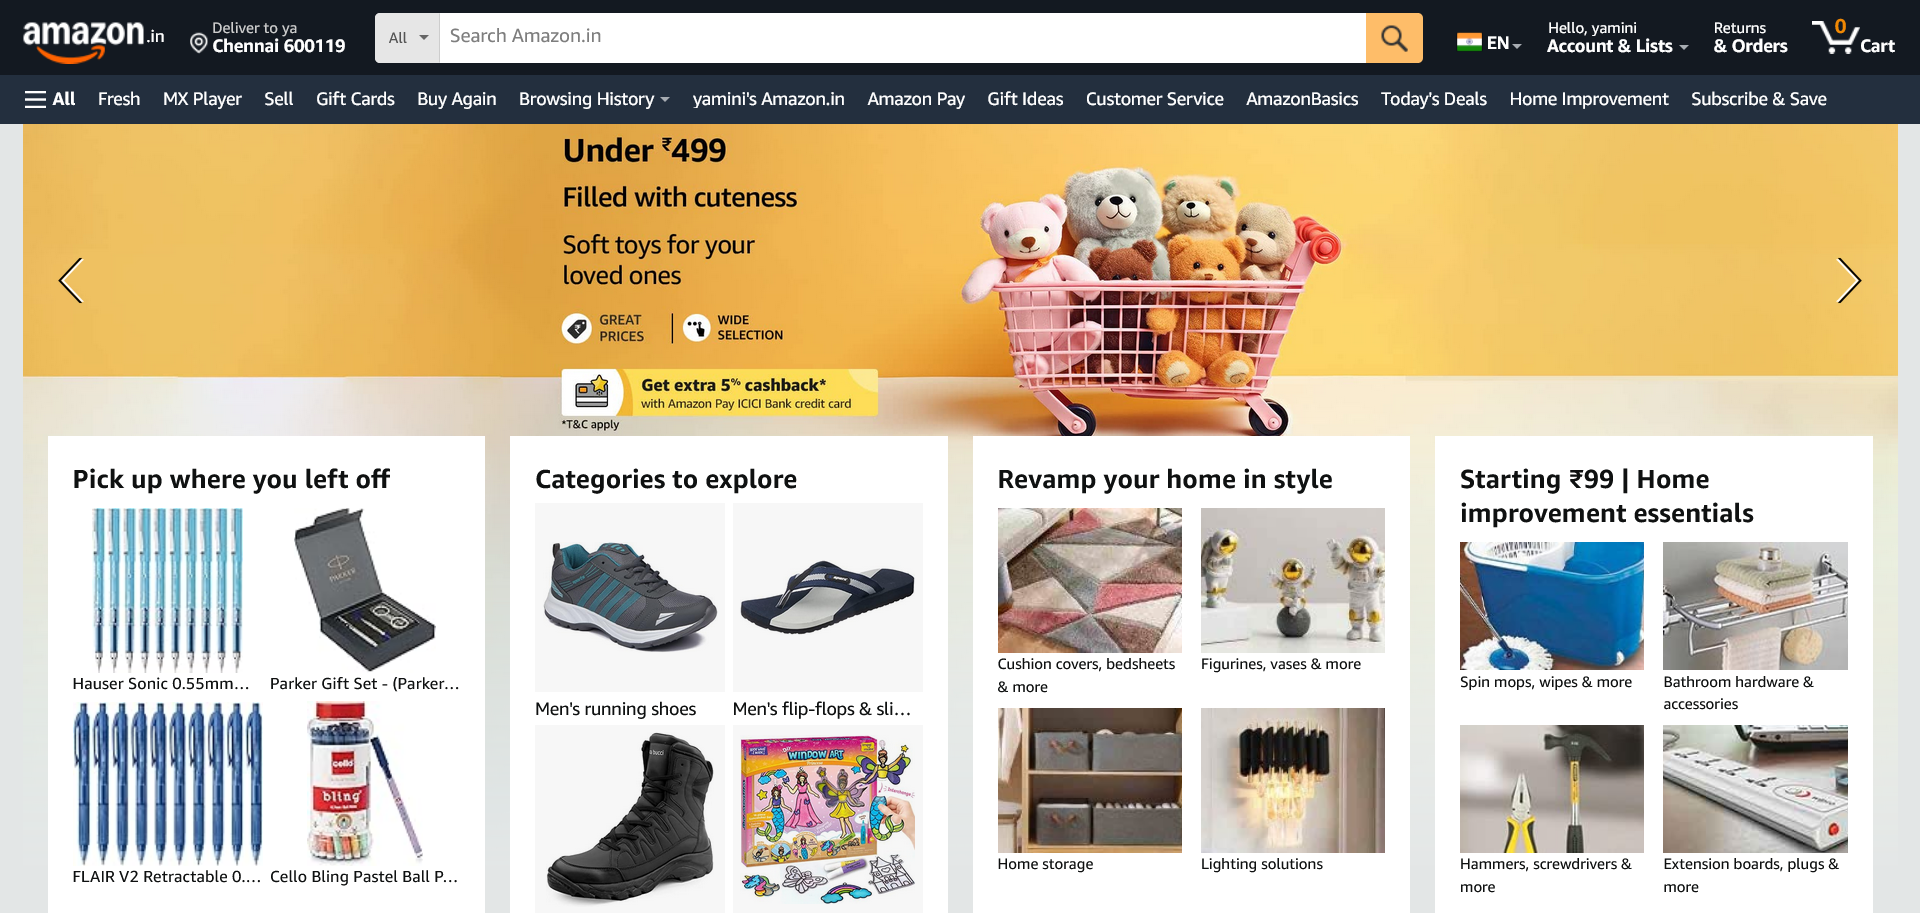 amazon.in
Deliver to ya
Chennai 600119
All
Search Amazon.in
EN
Hello, yamini
Account & Lists
Returns
& Orders
0
Cart
All
Fresh
MX Player
Sell
Gift Cards
Buy Again
Browsing History
yamini's Amazon.in
Amazon Pay
Gift Ideas
Customer Service
AmazonBasics
Today's Deals
Home Improvement
Subscribe & Save
Under ₹499
Filled with cuteness
Soft toys for your
loved ones
GREAT
PRICES
WIDE
SELECTION
Get extra 5% cashback*
with Amazon Pay ICICI Bank credit card
*T&C apply
Pick up where you left off
PARKER
Hauser Sonic 0.55mm...
Parker Gift Set - (Parker...
cello
bling
FLAIR V2 Retractable 0....
Cello Bling Pastel Ball P...
Categories to explore
Men's running shoes
Men's flip-flops & sli...
bucci
WINDOW ART
Revamp your home in style
Cushion covers, bedsheets
& more
Figurines, vases & more
Home storage
Lighting solutions
Starting ₹99 | Home
improvement essentials
Spin mops, wipes & more
Bathroom hardware &
accessories
Hammers, screwdrivers &
more
Extension boards, plugs &
more